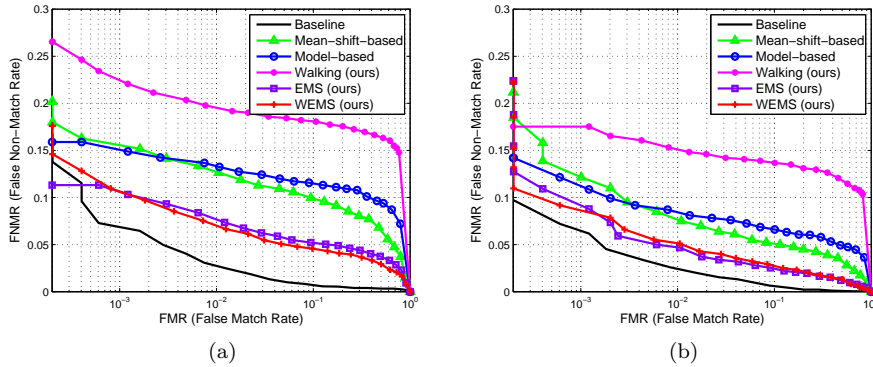 0.3
0.25
0.2
0.15
0.1
0.05
0
FNMR (False Non−Match Rate)
10−3
10−2
10−1
100
FMR (False Match Rate)
Baseline
Mean−shift−based
Model−based
Walking (ours)
EMS (ours)
WEMS (ours)
(a)
0.3
0.25
0.2
0.15
0.1
0.05
0
FNMR (False Non−Match Rate)
10−3
10−2
10−1
100
FMR (False Match Rate)
Baseline
Mean−shift−based
Model−based
Walking (ours)
EMS (ours)
WEMS (ours)
(b)